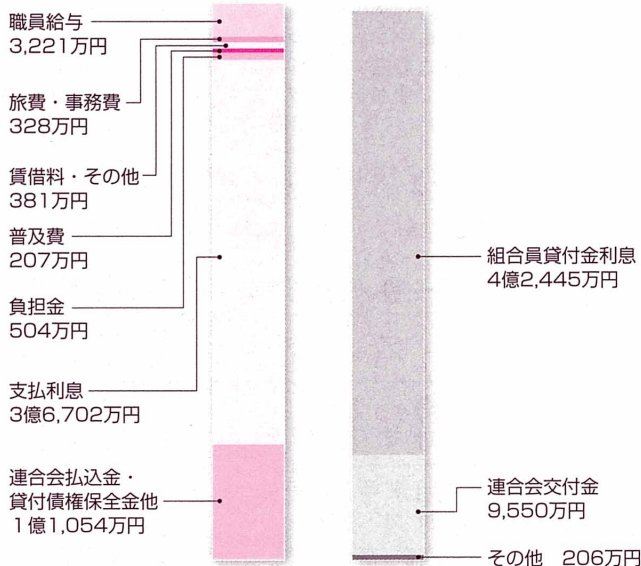 職員給与
3,221万円
旅費・事務費
328万円
賃借料・その他
381万円
普及費
207万円
負担金
504万円
支払利息
3億6,702万円
連合会払込金・
貸付債権保全金他
1億1,054万円
組合員貸付金利息
4億2,445万円
連合会交付金
9,550万円
その他 206万円